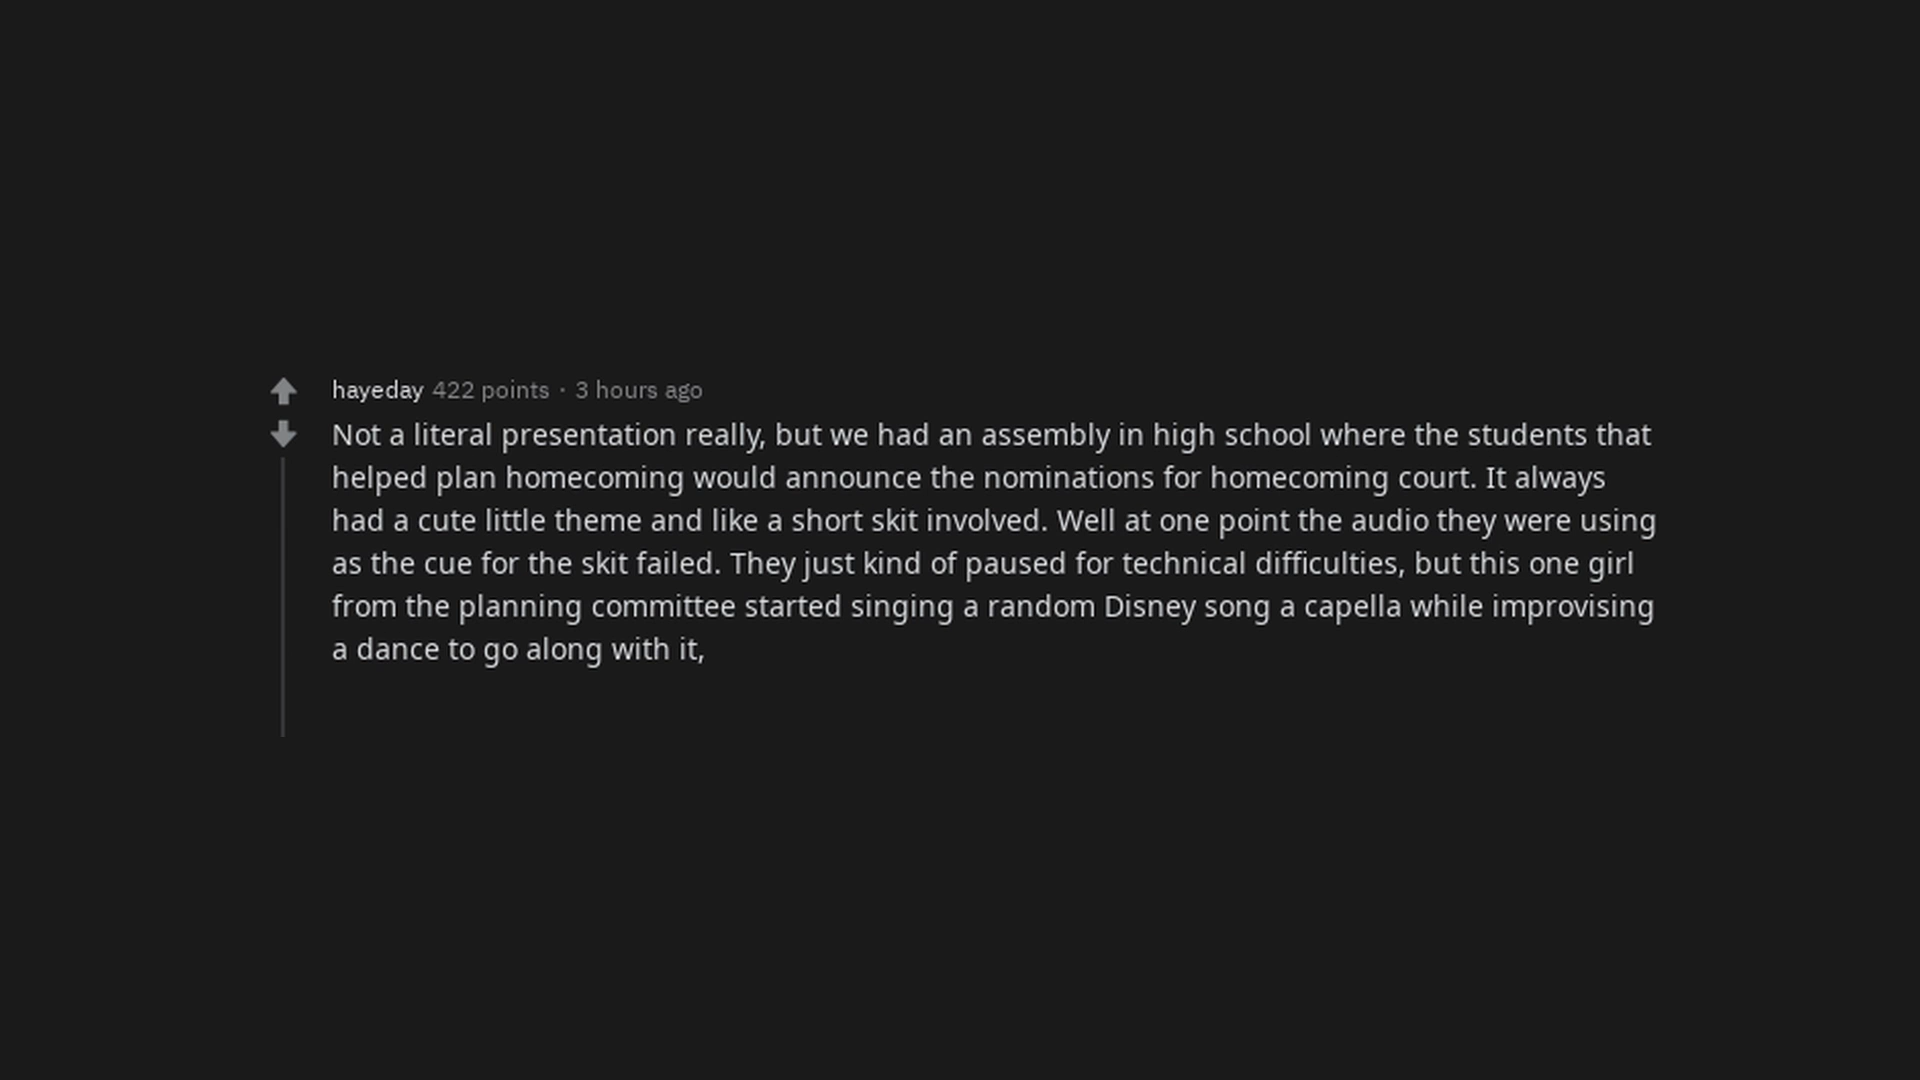 hayeday 422 points · 3 hours ago
Not a literal presentation really, but we had an assembly in high school where the students that
helped plan homecoming would announce the nominations for homecoming court. It always
had a cute little theme and like a short skit involved. Well at one point the audio they were using
as the cue for the skit failed. They just kind of paused for technical difficulties, but this one girl
from the planning committee started singing a random Disney song a capella while improvising
a dance to go along with it,